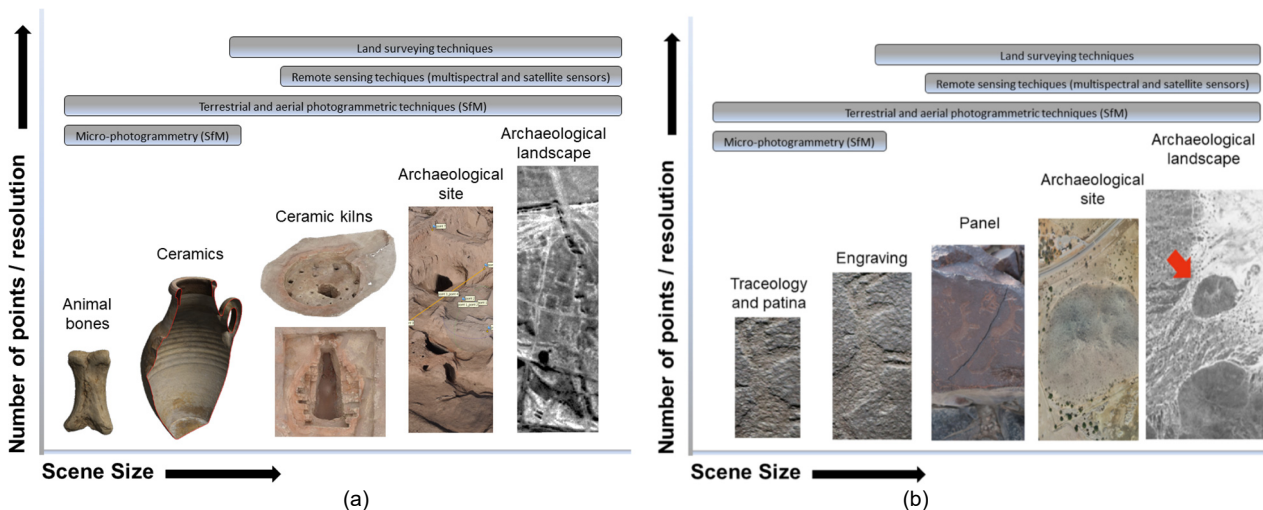 Number of points / resolution
Land surveying techniques
Remote sensing techiques (multispectral and satellite sensors)
Terrestrial and aerial photogrammetric techniques (SfM)
Micro-photogrammetry (SfM)
Animal
bones
Ceramics
Ceramic kilns
Archaeological
site
Archaeological
landscape
Scene Size
(a)
Number of points / resolution
Land surveying techniques
Remote sensing techiques (multispectral and satellite sensors)
Terrestrial and aerial photogrammetric techniques (SfM)
Micro-photogrammetry (SfM)
Traceology
and patina
Engraving
Panel
Archaeological
site
Archaeological
landscape
Scene Size
(b)